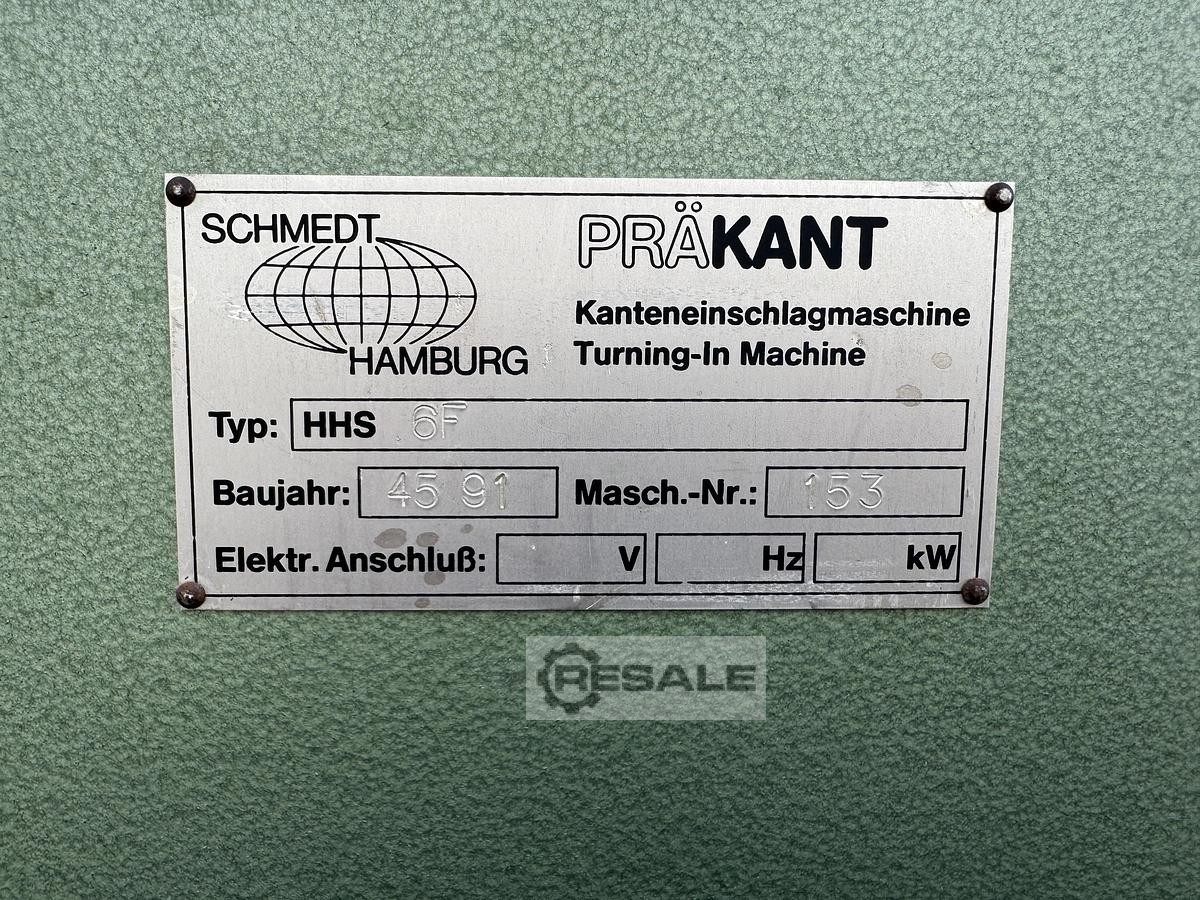 SCHMEDT
HAMBURG
PRÄKANT
Kanteneinschlagmaschine
Turning-In Machine
Typ: HHS 6F
Baujahr: 45 91 Masch.-Nr.: 153
Elektr. Anschluß: V Hz kW
RESALE